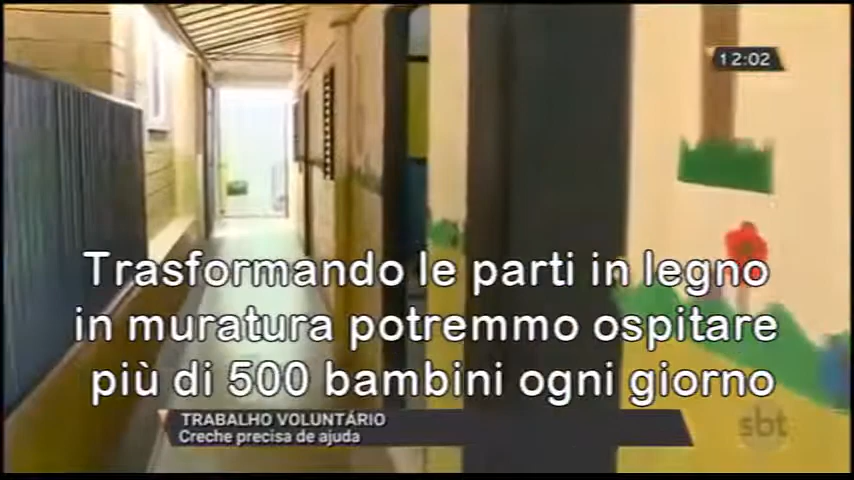 12:02
Trasformando le parti in legno
in muratura potremmo ospitare
più di 500 bambini ogni giorno
TRABALHO VOLUNTÁRIO
Creche precisa de ajuda
sbt